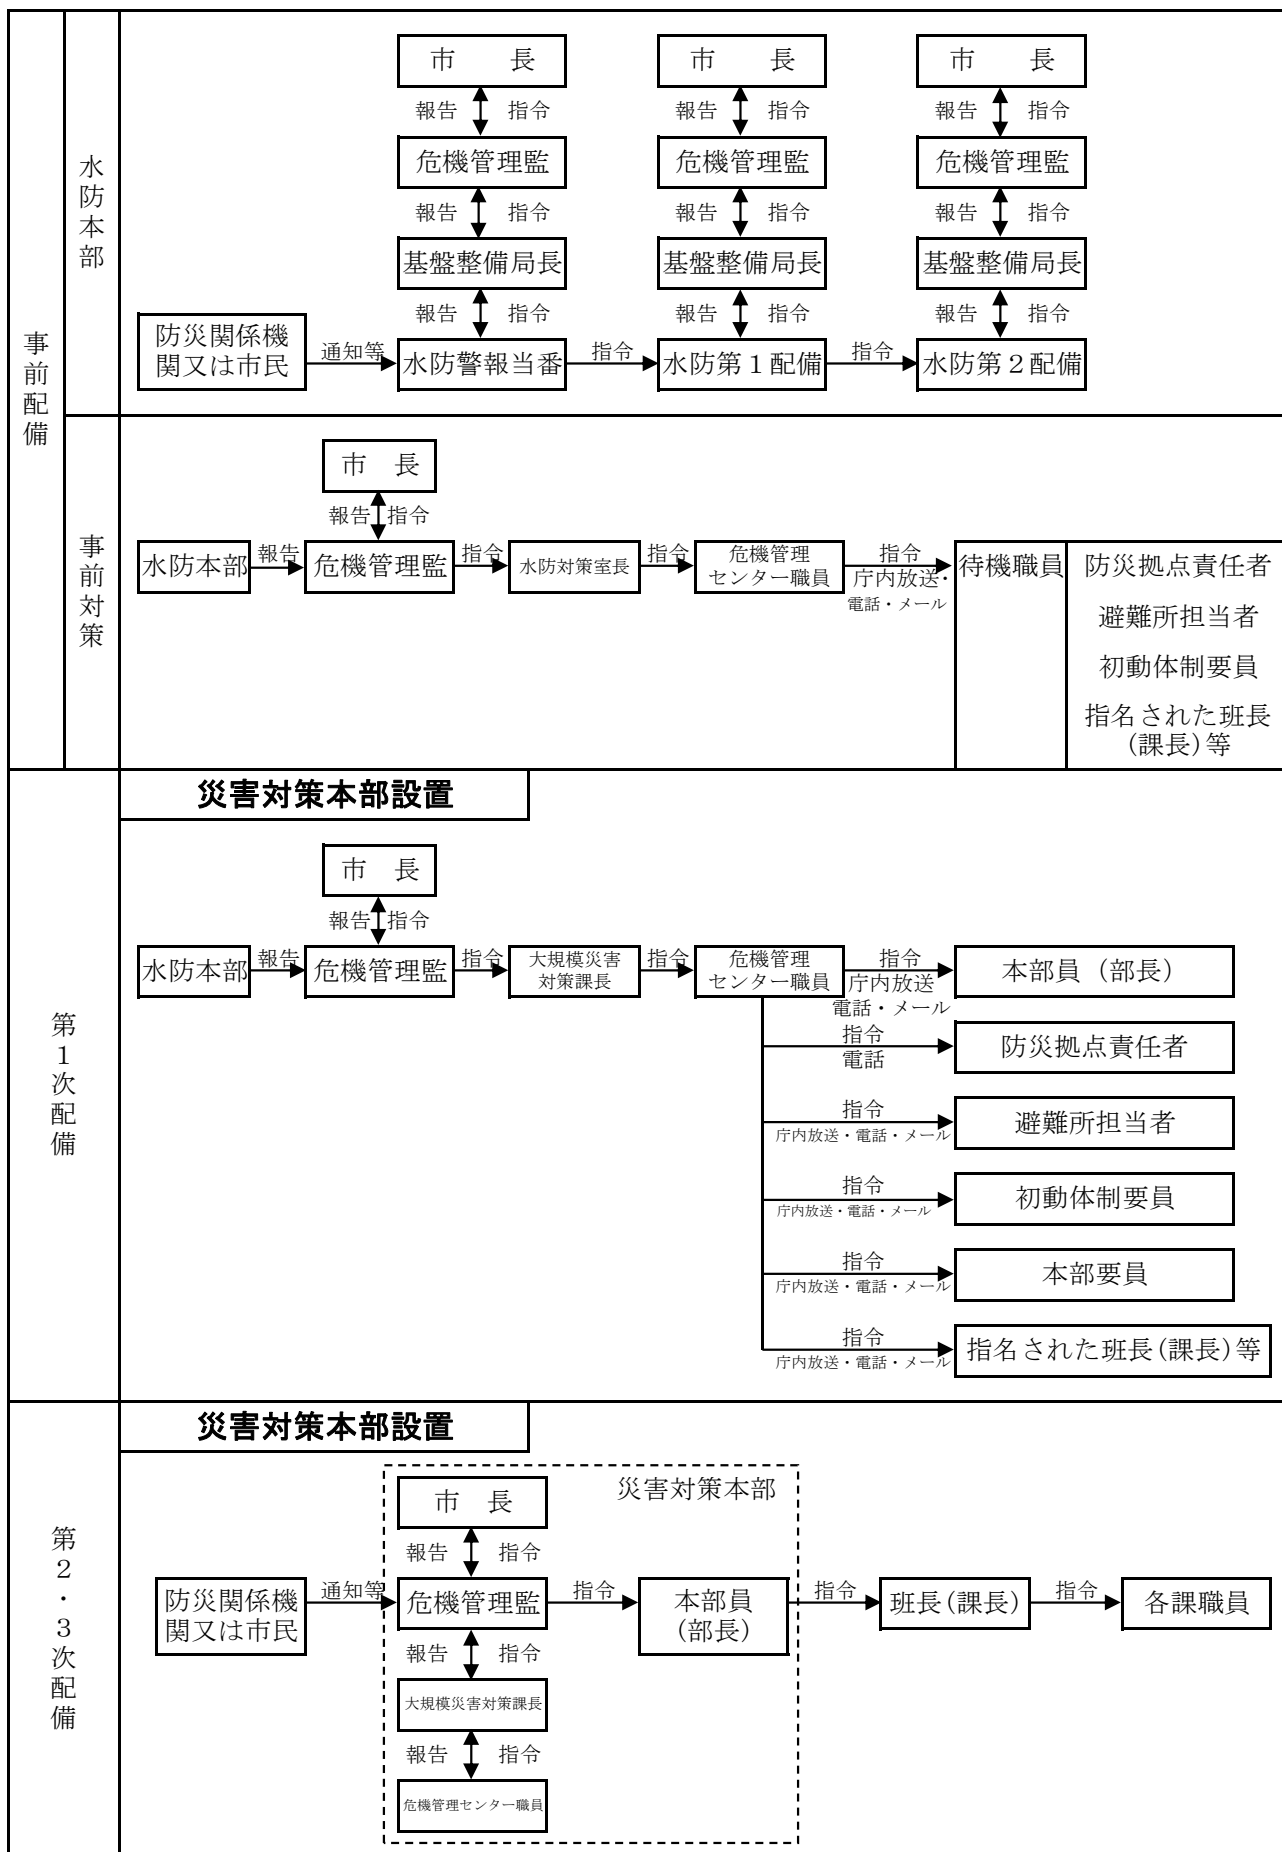 事前配備
水防本部
市　長
市　長
市　長
報告 指令
報告 指令
報告 指令
危機管理監
危機管理監
危機管理監
報告 指令
報告 指令
報告 指令
基盤整備局長
基盤整備局長
基盤整備局長
報告 指令
報告 指令
報告 指令
防災関係機
関又は市民
通知等
水防警報当番
指令
水防第１配備
指令
水防第２配備
事前対策
市　長
報告 指令
水防本部
報告
危機管理監
指令
水防対策室長
指令
危機管理
センター職員
指令
庁内放送・
電話・メール
待機職員
防災拠点責任者
避難所担当者
初動体制要員
指名された班長
(課長)等
第１次配備
災害対策本部設置
市　長
報告 指令
水防本部
報告
危機管理監
指令
大規模災害
対策課長
指令
危機管理
センター職員
指令
庁内放送
電話・メール
本部員（部長）
指令
電話
防災拠点責任者
指令
庁内放送・電話・メール
避難所担当者
指令
庁内放送・電話・メール
初動体制要員
指令
庁内放送・電話・メール
本部要員
指令
庁内放送・電話・メール
指名された班長(課長)等
第２・３次配備
災害対策本部設置
災害対策本部
市　長
報告 指令
防災関係機
関又は市民
通知等
危機管理監
指令
本部員
(部長)
指令
班長(課長)
指令
各課職員
報告 指令
大規模災害対策課長
報告 指令
危機管理センター職員